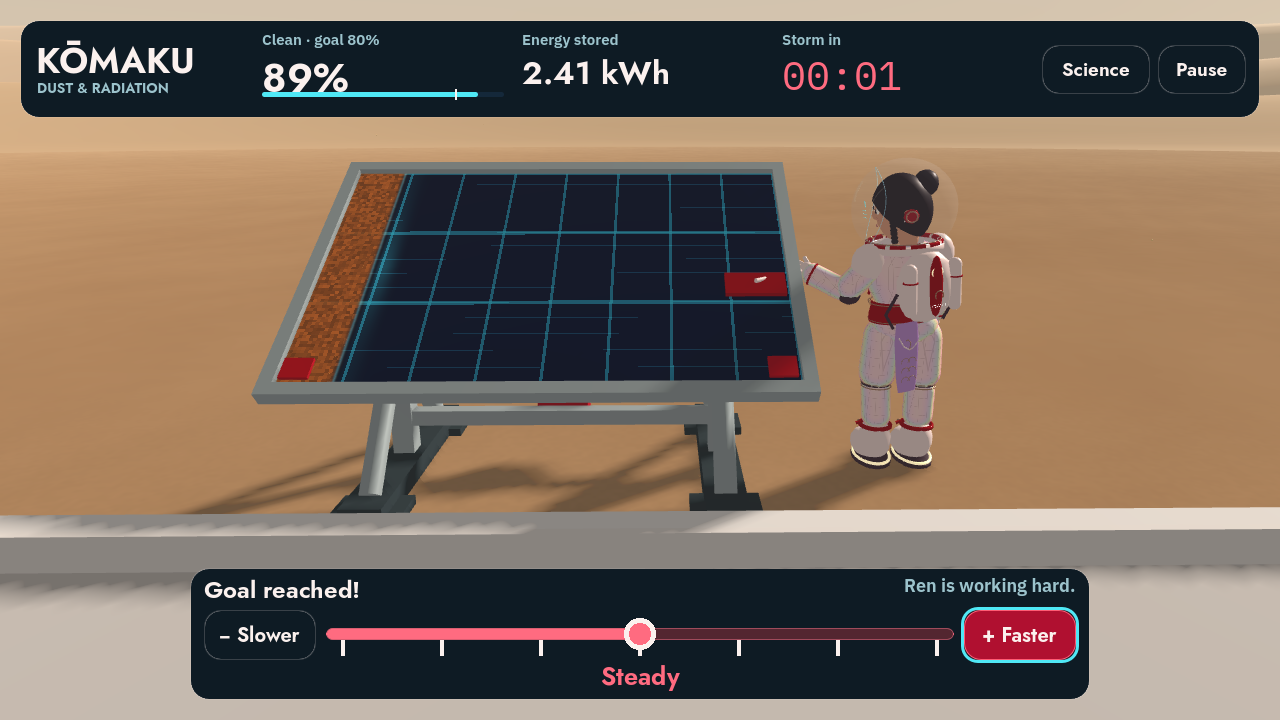 KŌMAKU
DUST & RADIATION
Clean · goal 80%
89%
Energy stored
2.41 kWh
Storm in
00:01
Science
Pause
Goal reached!
Ren is working hard.
– Slower
+ Faster
Steady